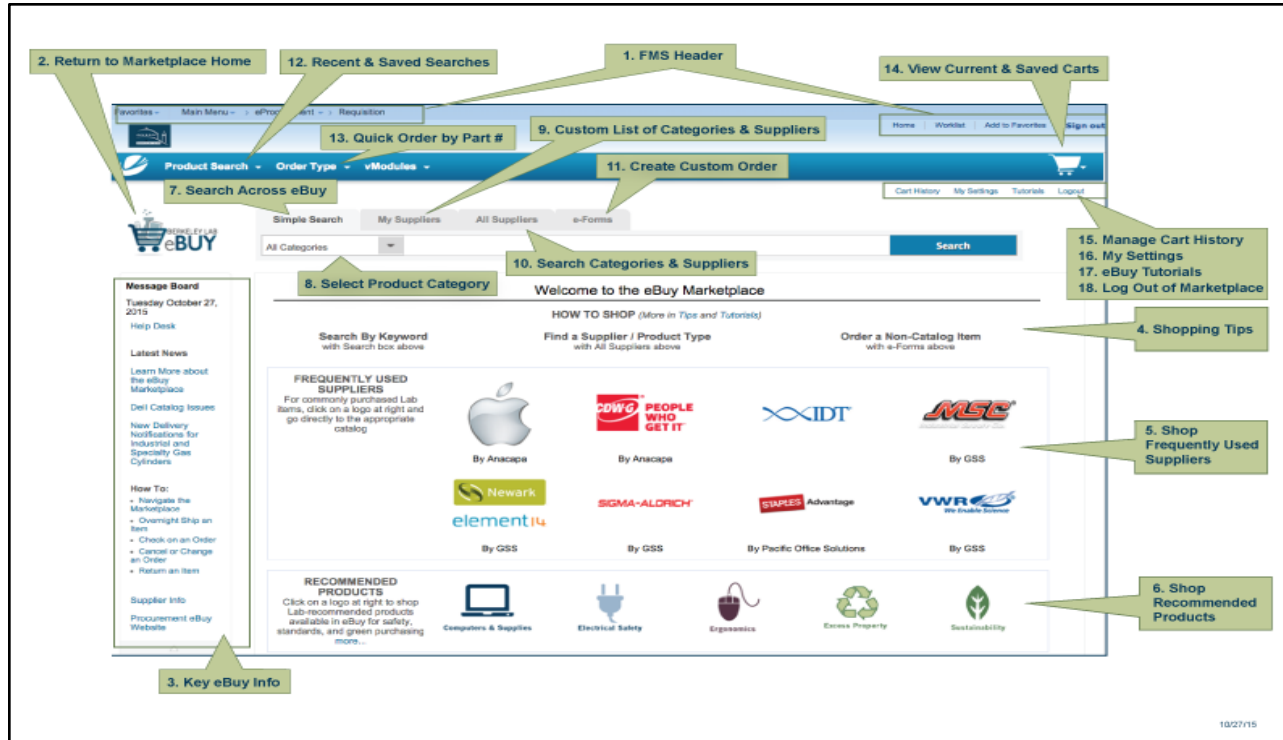 1. FMS Header
2. Return to Marketplace Home
12. Recent & Saved Searches
14. View Current & Saved Carts
Favorites
Main Menu
> eProcurement
> Requisition
Home
Worklist
Add to Favorites
Sign out
13. Quick Order by Part #
9. Custom List of Categories & Suppliers
Product Search
Order Type
vModules
11. Create Custom Order
7. Search Across eBuy
Cart History
My Settings
Tutorials
Logout
BERKELEY LAB
eBUY
Simple Search
My Suppliers
All Suppliers
e-Forms
All Categories
Search
8. Select Product Category
10. Search Categories & Suppliers
15. Manage Cart History
16. My Settings
17. eBuy Tutorials
18. Log Out of Marketplace
Message Board
Tuesday October 27,
2015
Help Desk
Latest News
Learn More about
the eBuy
Marketplace
Dell Catalog Issues
New Delivery
Notifications for
Industrial and
Specialty Gas
Cylinders
How To:
• Navigate the
Marketplace
• Overnight Ship an
Item
• Check on an Order
• Cancel or Change
an Order
• Return an Item
Supplier Info
Procurement eBuy
Website
3. Key eBuy Info
Welcome to the eBuy Marketplace
HOW TO SHOP (More in Tips and Tutorials)
Search By Keyword
with Search box above
Find a Supplier / Product Type
with All Suppliers above
Order a Non-Catalog Item
with e-Forms above
4. Shopping Tips
FREQUENTLY USED
SUPPLIERS
For commonly purchased Lab
items, click on a logo at right and
go directly to the appropriate
catalog
By Anacapa
CDW·G
PEOPLE
WHO
GET IT
By Anacapa
IDT
MSC
Industrial Supply Co.
By GSS
5. Shop
Frequently Used
Suppliers
Newark
element14
By GSS
SIGMA-ALDRICH
By GSS
STAPLES Advantage
By Pacific Office Solutions
VWR
We Enable Science
By GSS
RECOMMENDED
PRODUCTS
Click on a logo at right to shop
Lab-recommended products
available in eBuy for safety,
standards, and green purchasing
more...
Computers & Supplies
Electrical Safety
Ergonomics
Excess Property
Sustainability
6. Shop
Recommended
Products
10/27/15